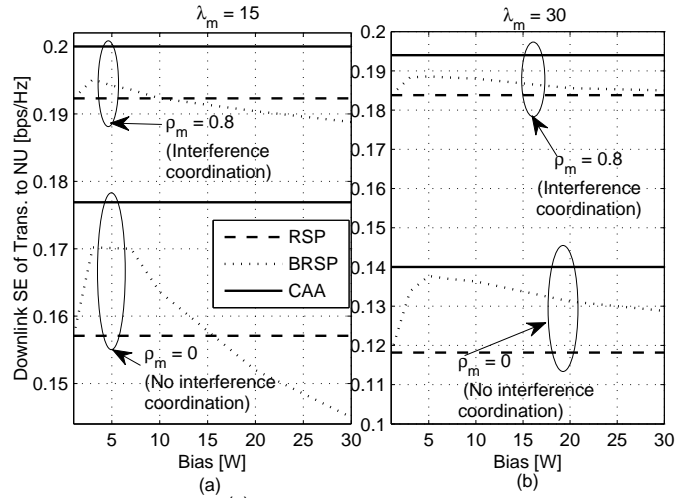 λm = 15
λm = 30
Downlink SE of Trans. to NU [bps/Hz]
0.2
0.19
0.18
0.17
0.16
0.15
ρm = 0.8
(Interference
coordination)
RSP
BRSP
CAA
ρm = 0
(No interference
coordination)
5
10
15
20
25
30
Bias [W]
(a)
0.2
0.19
0.18
0.17
0.16
0.15
0.14
0.13
0.12
0.11
0.1
ρm = 0.8
(Interference
coordination)
ρm = 0
(No interference
coordination)
5
10
15
20
25
30
Bias [W]
(b)